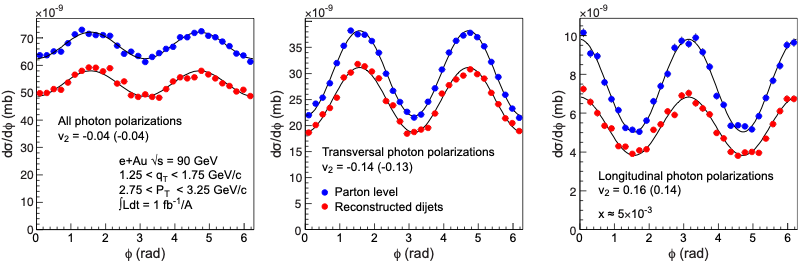 ×10⁻⁹
70
60
50
40
30
20
10
0
dσ/dφ (mb)
All photon polarizations
v₂ = -0.04 (-0.04)
e+Au √s = 90 GeV
1.25 < q_T < 1.75 GeV/c
2.75 < P_T < 3.25 GeV/c
∫Ldt = 1 fb⁻¹/A
0 1 2 3 4 5 6
ϕ (rad)
×10⁻⁹
35
30
25
20
15
10
5
0
dσ/dφ (mb)
Transversal photon polarizations
v₂ = -0.14 (-0.13)
Parton level
Reconstructed dijets
0 1 2 3 4 5 6
ϕ (rad)
×10⁻⁹
10
8
6
4
2
0
dσ/dφ (mb)
Longitudinal photon polarizations
v₂ = 0.16 (0.14)
x ≈ 5×10⁻³
0 1 2 3 4 5 6
ϕ (rad)